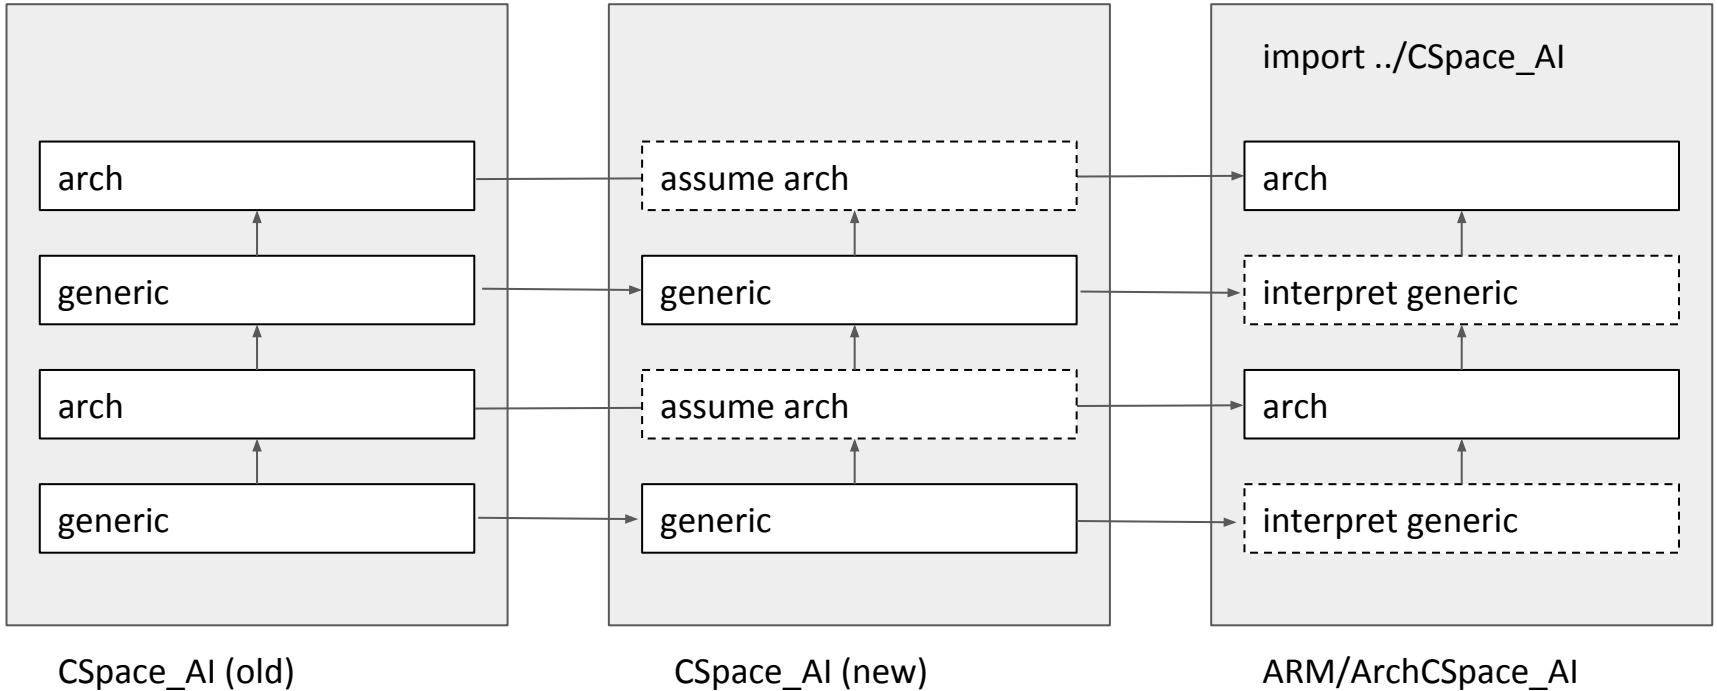 import ../CSpace_AI
arch
assume arch
arch
generic
generic
interpret generic
arch
assume arch
arch
generic
generic
interpret generic
CSpace_AI (old)
CSpace_AI (new)
ARM/ArchCSpace_AI